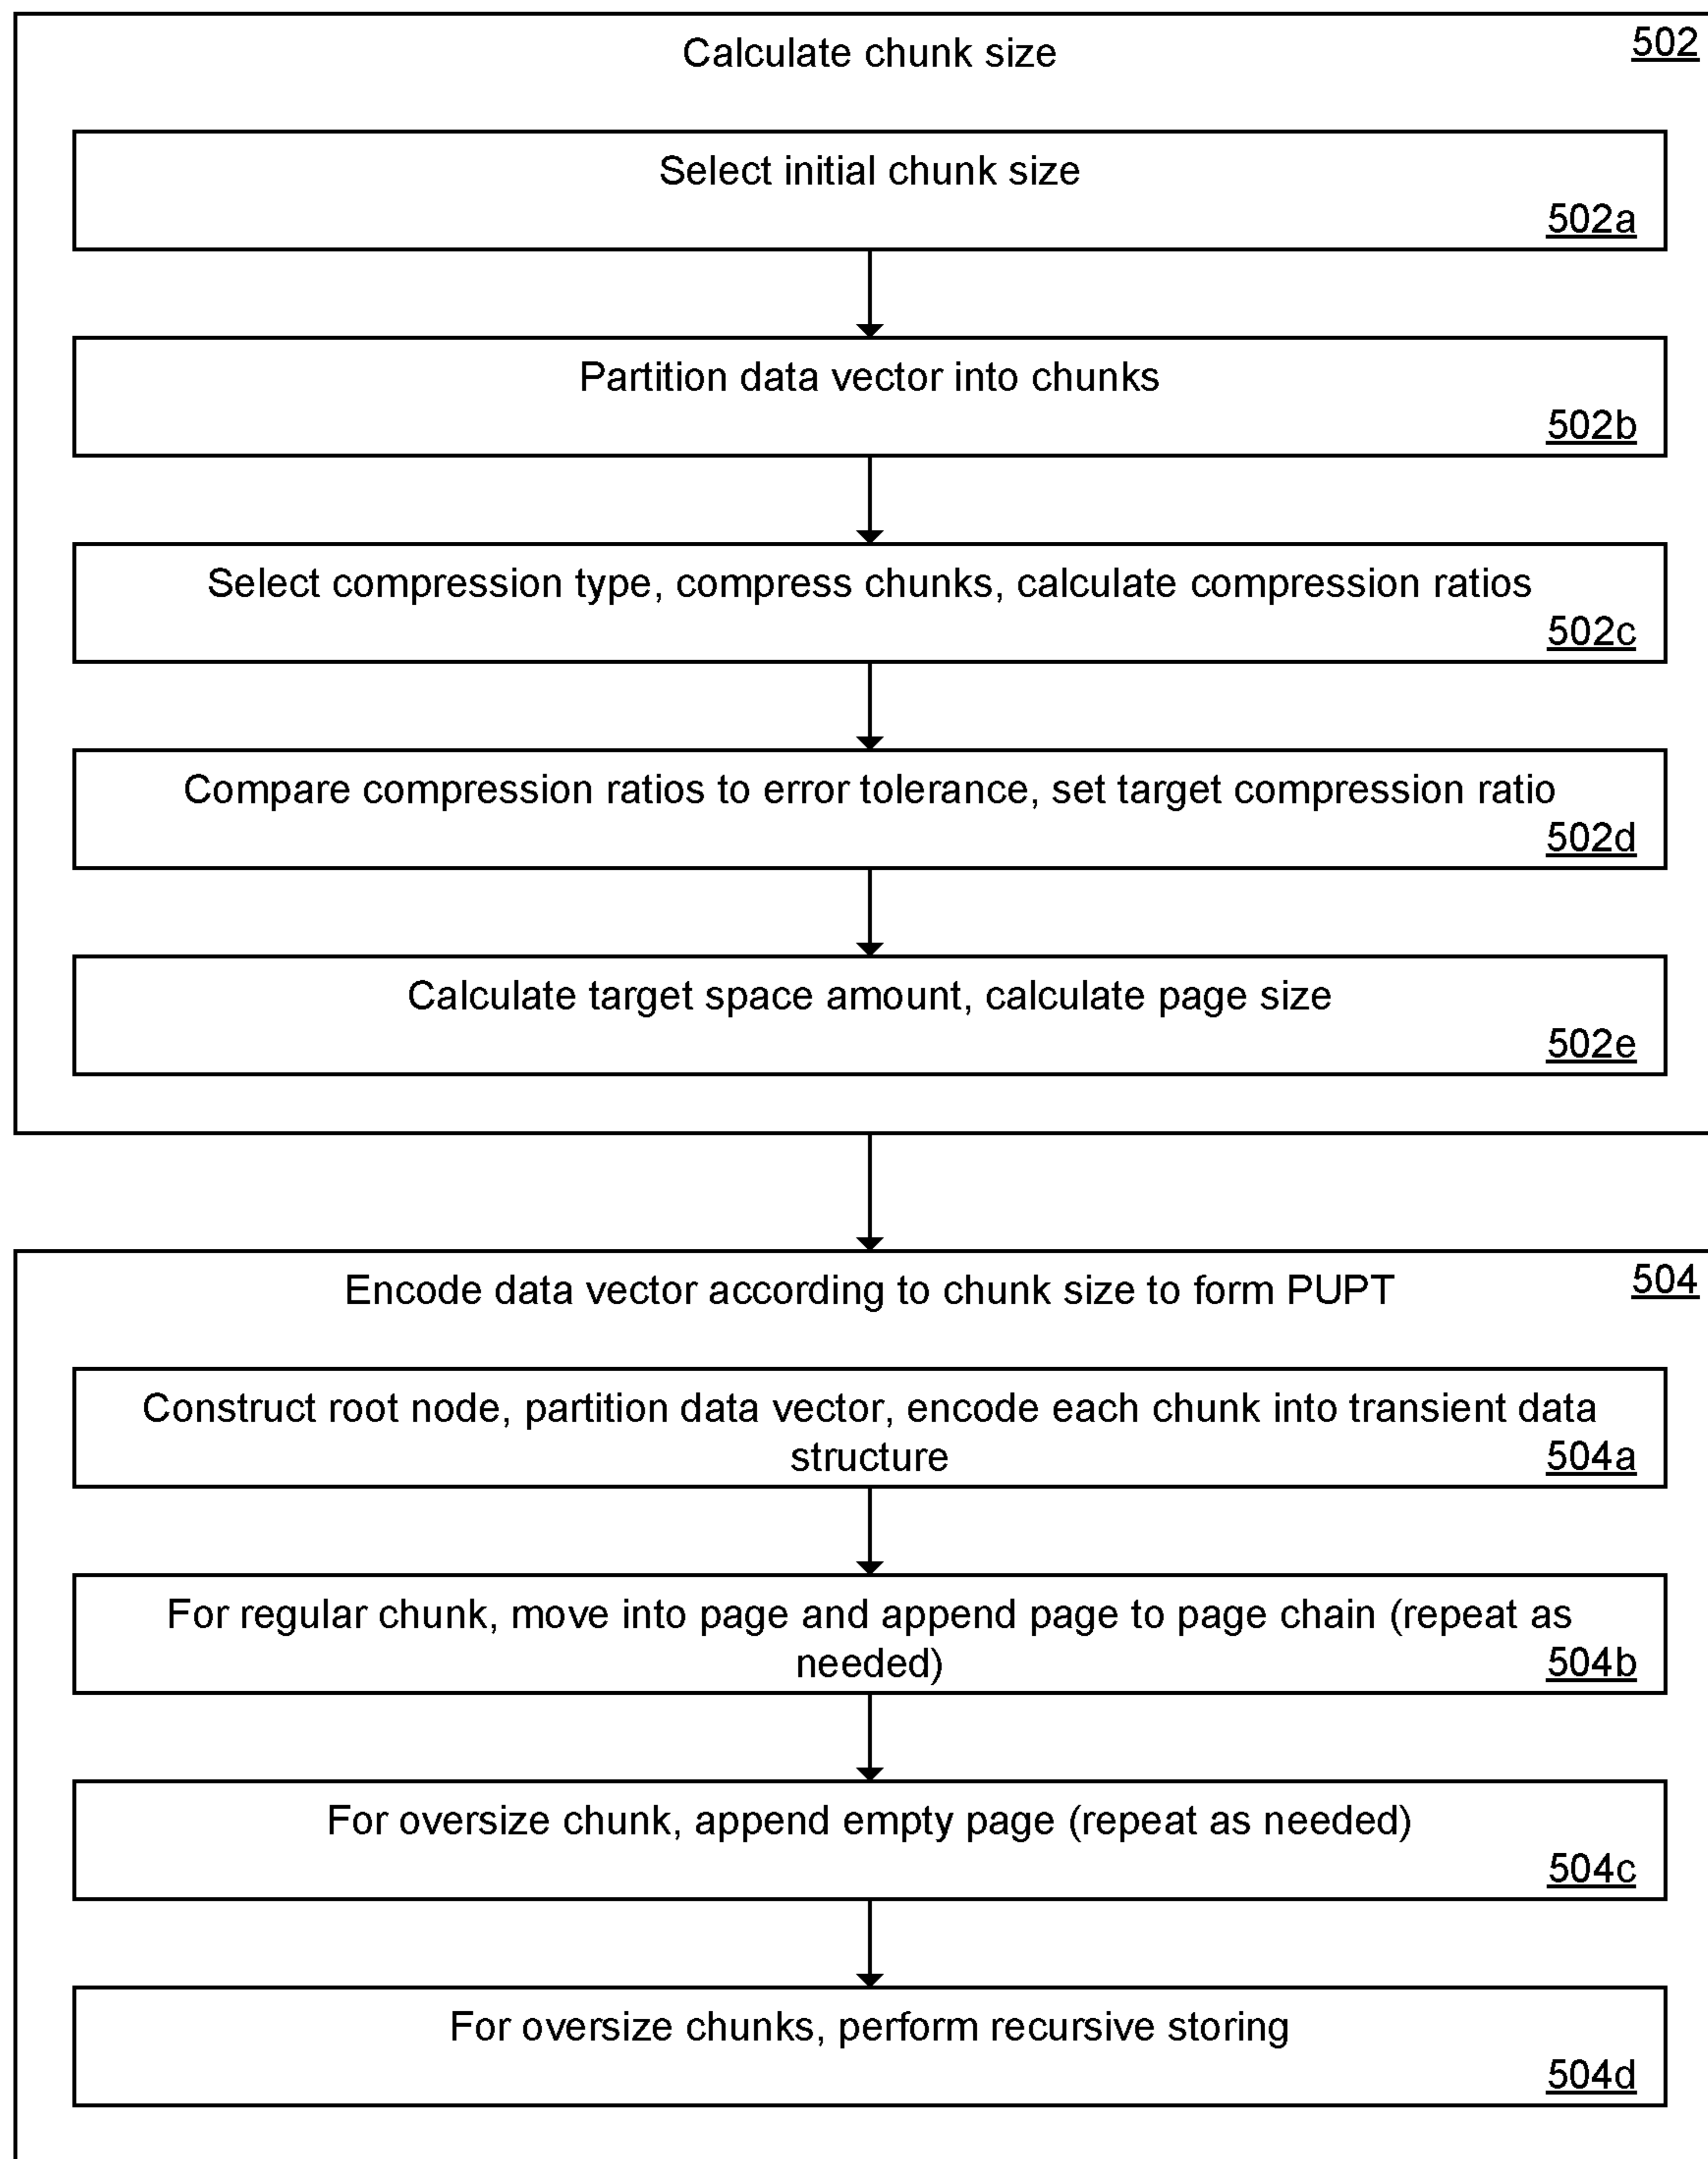 Calculate chunk size
502
Select initial chunk size
502a
Partition data vector into chunks
502b
Select compression type, compress chunks, calculate compression ratios
502c
Compare compression ratios to error tolerance, set target compression ratio
502d
Calculate target space amount, calculate page size
502e
Encode data vector according to chunk size to form PUPT
504
Construct root node, partition data vector, encode each chunk into transient data
structure
504a
For regular chunk, move into page and append page to page chain (repeat as
needed)
504b
For oversize chunk, append empty page (repeat as needed)
504c
For oversize chunks, perform recursive storing
504d